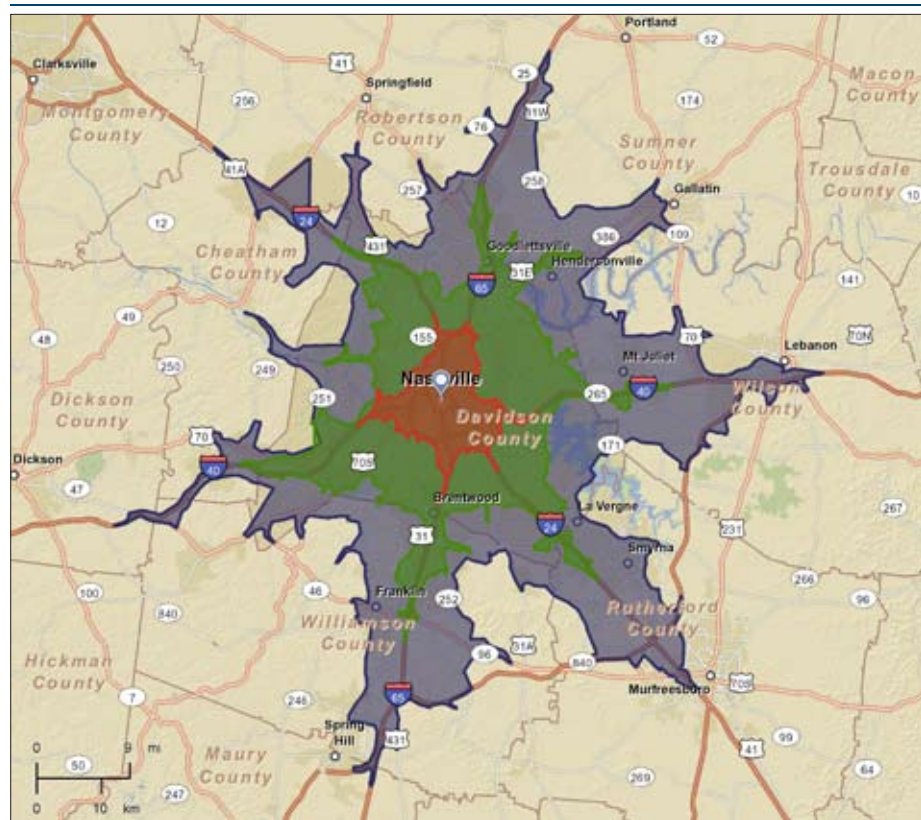 Portland
52
Clarksville
41
Springfield
25
Macon
County
Montgomery
County
256
Robertson
County
76
31W
174
Sumner
County
41A
257
258
Gallatin
Trousdale
County
10
12
24
431
386
109
Cheatham
County
Goodlettsville
31E
Hendersonville
65
141
49
155
70
48
250
249
Mt Juliet
Lebanon
70N
Nashville
40
Wilson
County
Dickson
County
251
265
Davidson
County
70
171
Dickson
40
70S
47
Brentwood
La Vergne
267
31
24
231
Smyrna
100
46
252
266
96
840
Franklin
Williamson
County
Rutherford
County
31A
Hickman
County
96
840
Murfreesboro
70S
7
246
65
Spring
Hill
431
99
0
9
mi
50
Maury
County
41
0
10
km
247
269
64